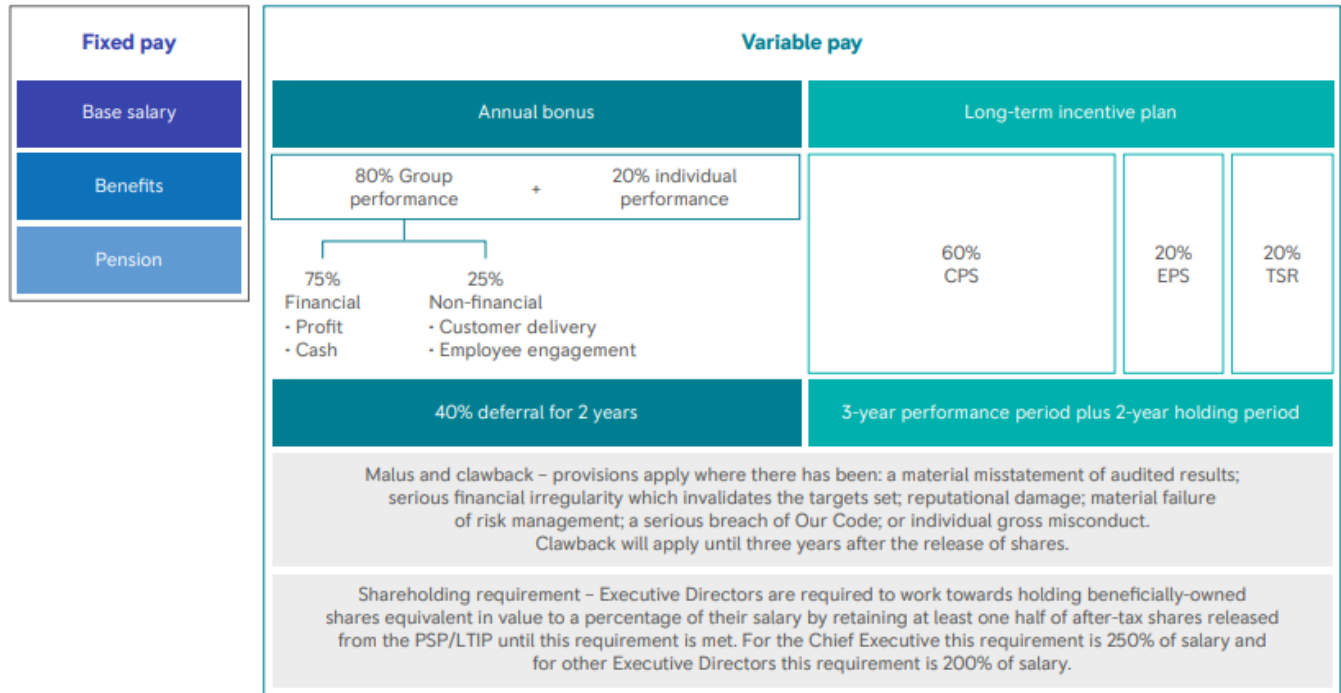 Fixed pay
Base salary
Benefits
Pension
Variable pay
Annual bonus
80% Group
performance
+
20% individual
performance
75%
Financial
· Profit
· Cash
25%
Non-financial
· Customer delivery
· Employee engagement
40% deferral for 2 years
Long-term incentive plan
60%
CPS
20%
EPS
20%
TSR
3-year performance period plus 2-year holding period
Malus and clawback – provisions apply where there has been: a material misstatement of audited results;
serious financial irregularity which invalidates the targets set; reputational damage; material failure
of risk management; a serious breach of Our Code; or individual gross misconduct.
Clawback will apply until three years after the release of shares.
Shareholding requirement – Executive Directors are required to work towards holding beneficially-owned
shares equivalent in value to a percentage of their salary by retaining at least one half of after-tax shares released
from the PSP/LTIP until this requirement is met. For the Chief Executive this requirement is 250% of salary and
for other Executive Directors this requirement is 200% of salary.